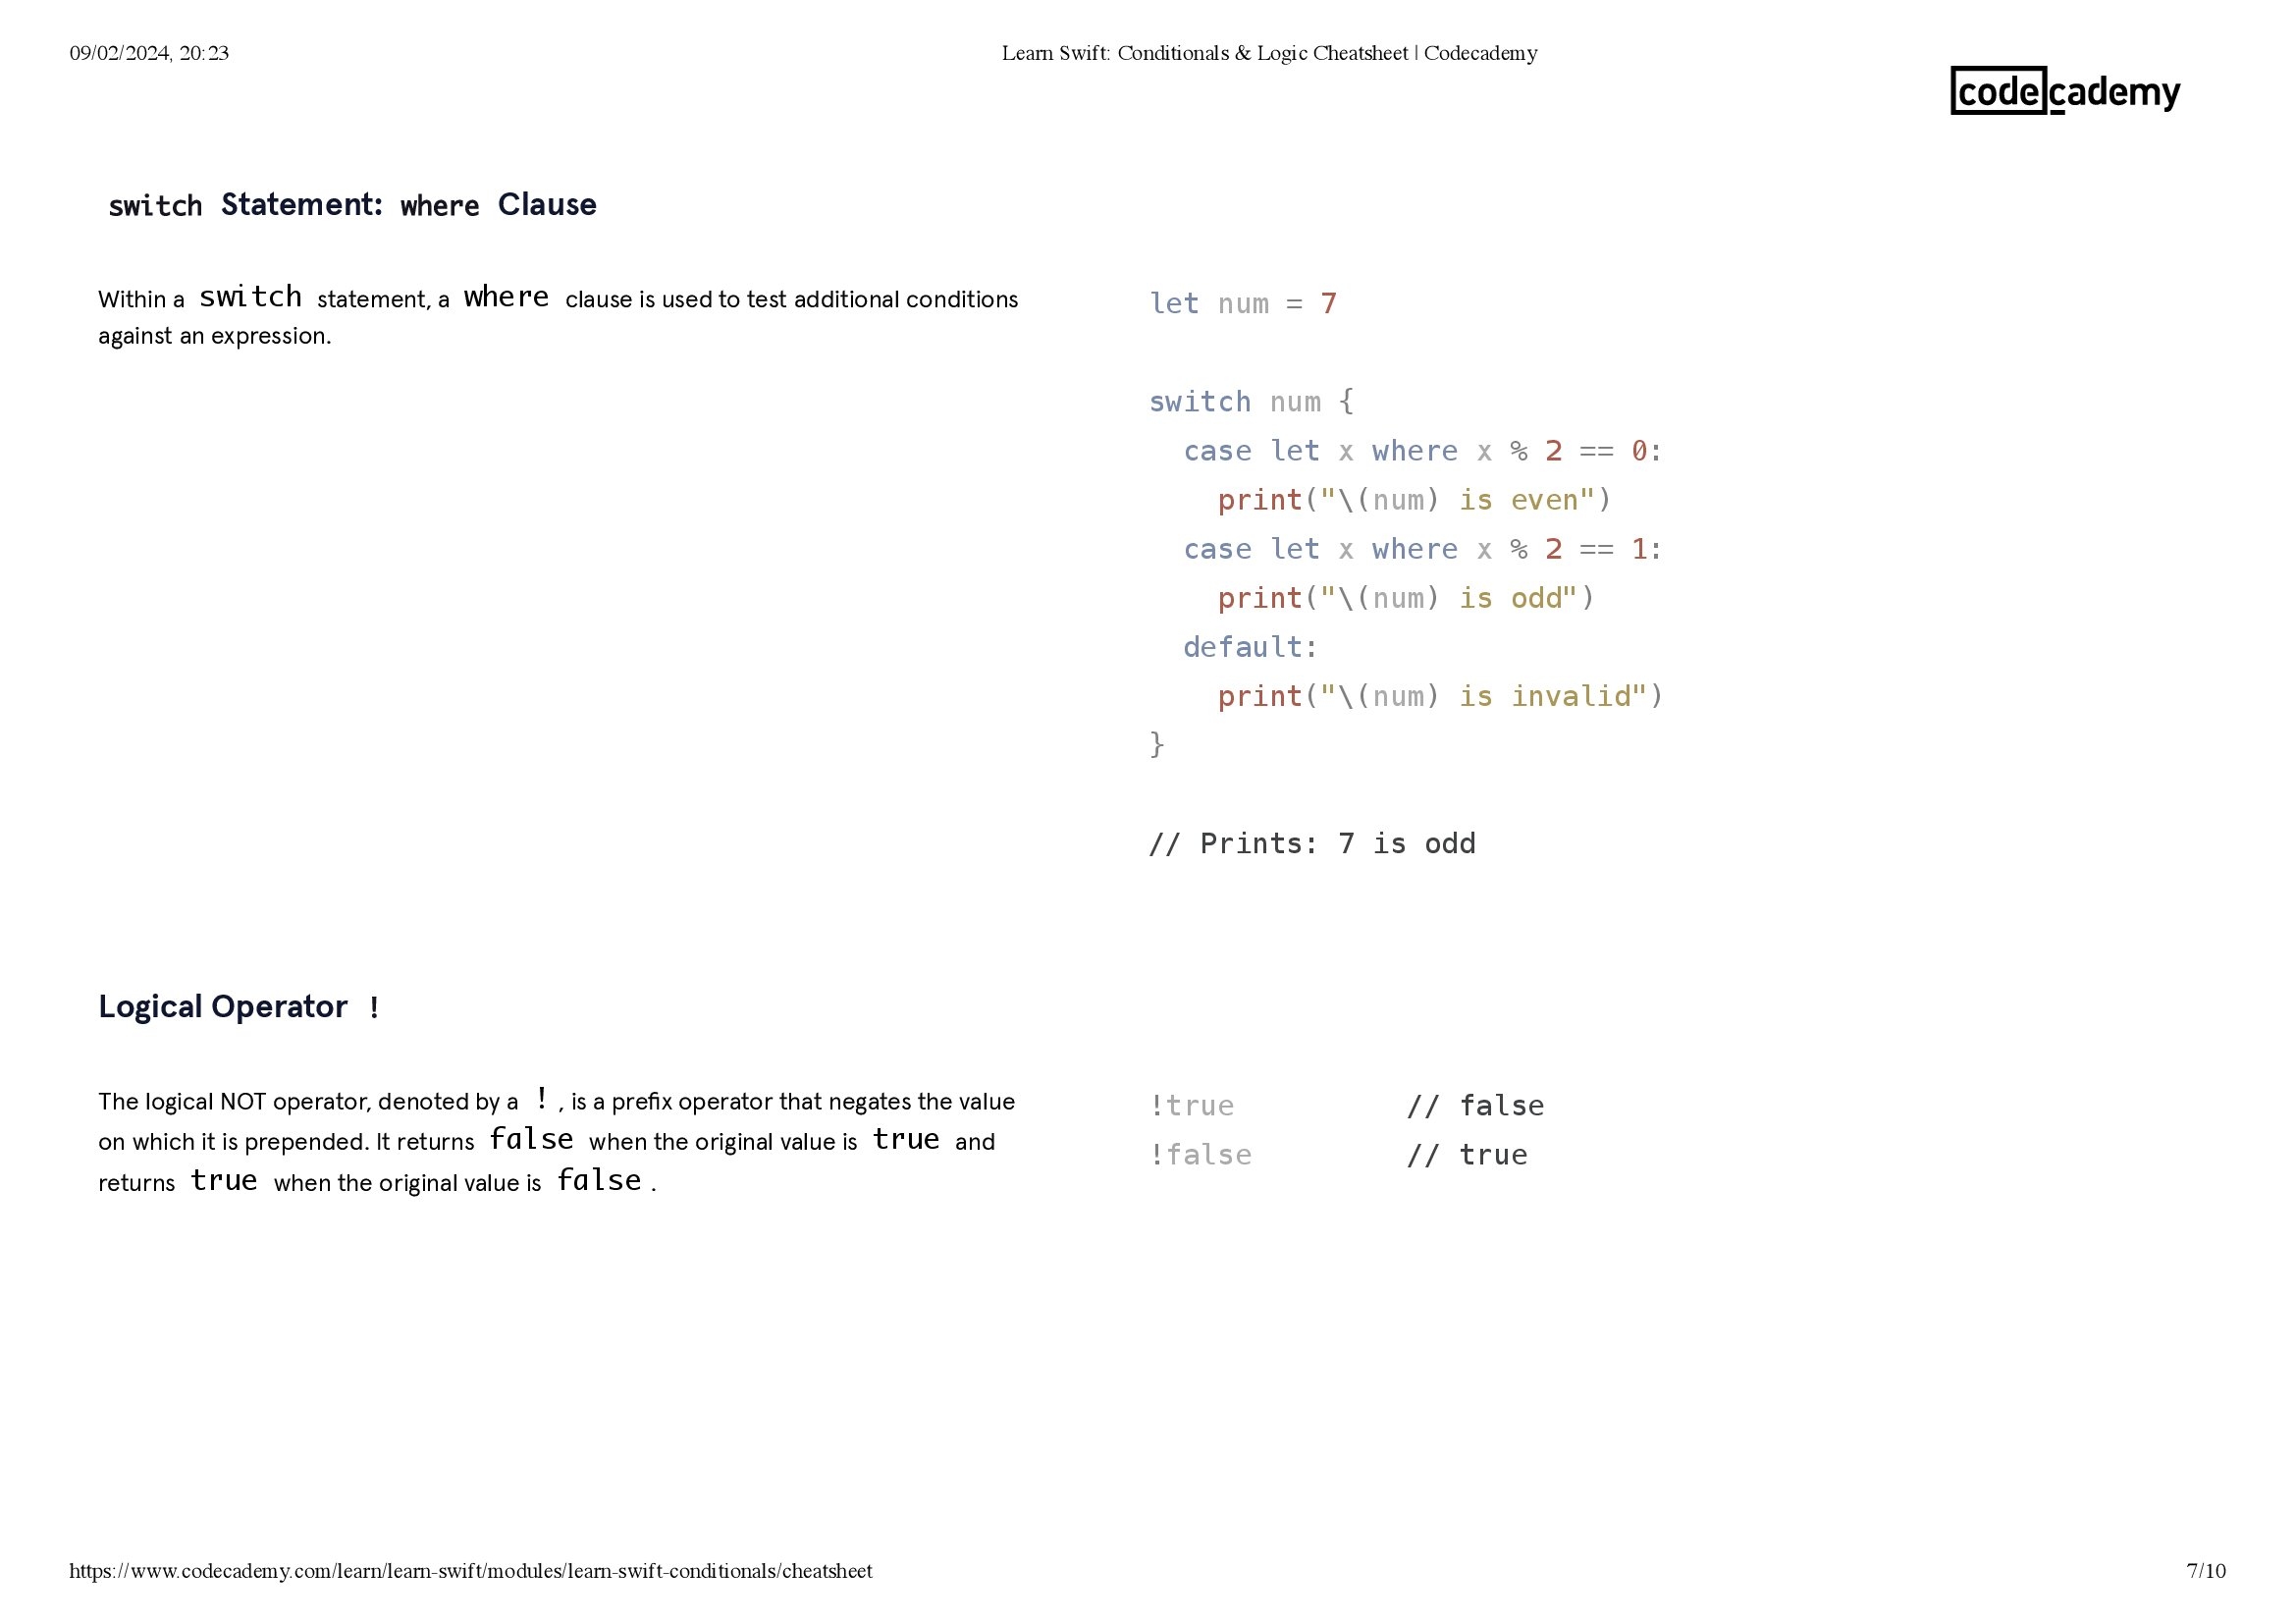 09/02/2024, 20:23
Learn Swift: Conditionals & Logic Cheatsheet | Codecademy
codecademy
switch Statement: where Clause
Within a switch statement, a where clause is used to test additional conditions
against an expression.
let num = 7
switch num {
  case let x where x % 2 == 0:
    print("\(num) is even")
  case let x where x % 2 == 1:
    print("\(num) is odd")
  default:
    print("\(num) is invalid")
}
// Prints: 7 is odd
Logical Operator !
The logical NOT operator, denoted by a ! , is a prefix operator that negates the value
on which it is prepended. It returns false when the original value is true and
returns true when the original value is false .
!true          // false
!false         // true
https://www.codecademy.com/learn/learn-swift/modules/learn-swift-conditionals/cheatsheet
7/10